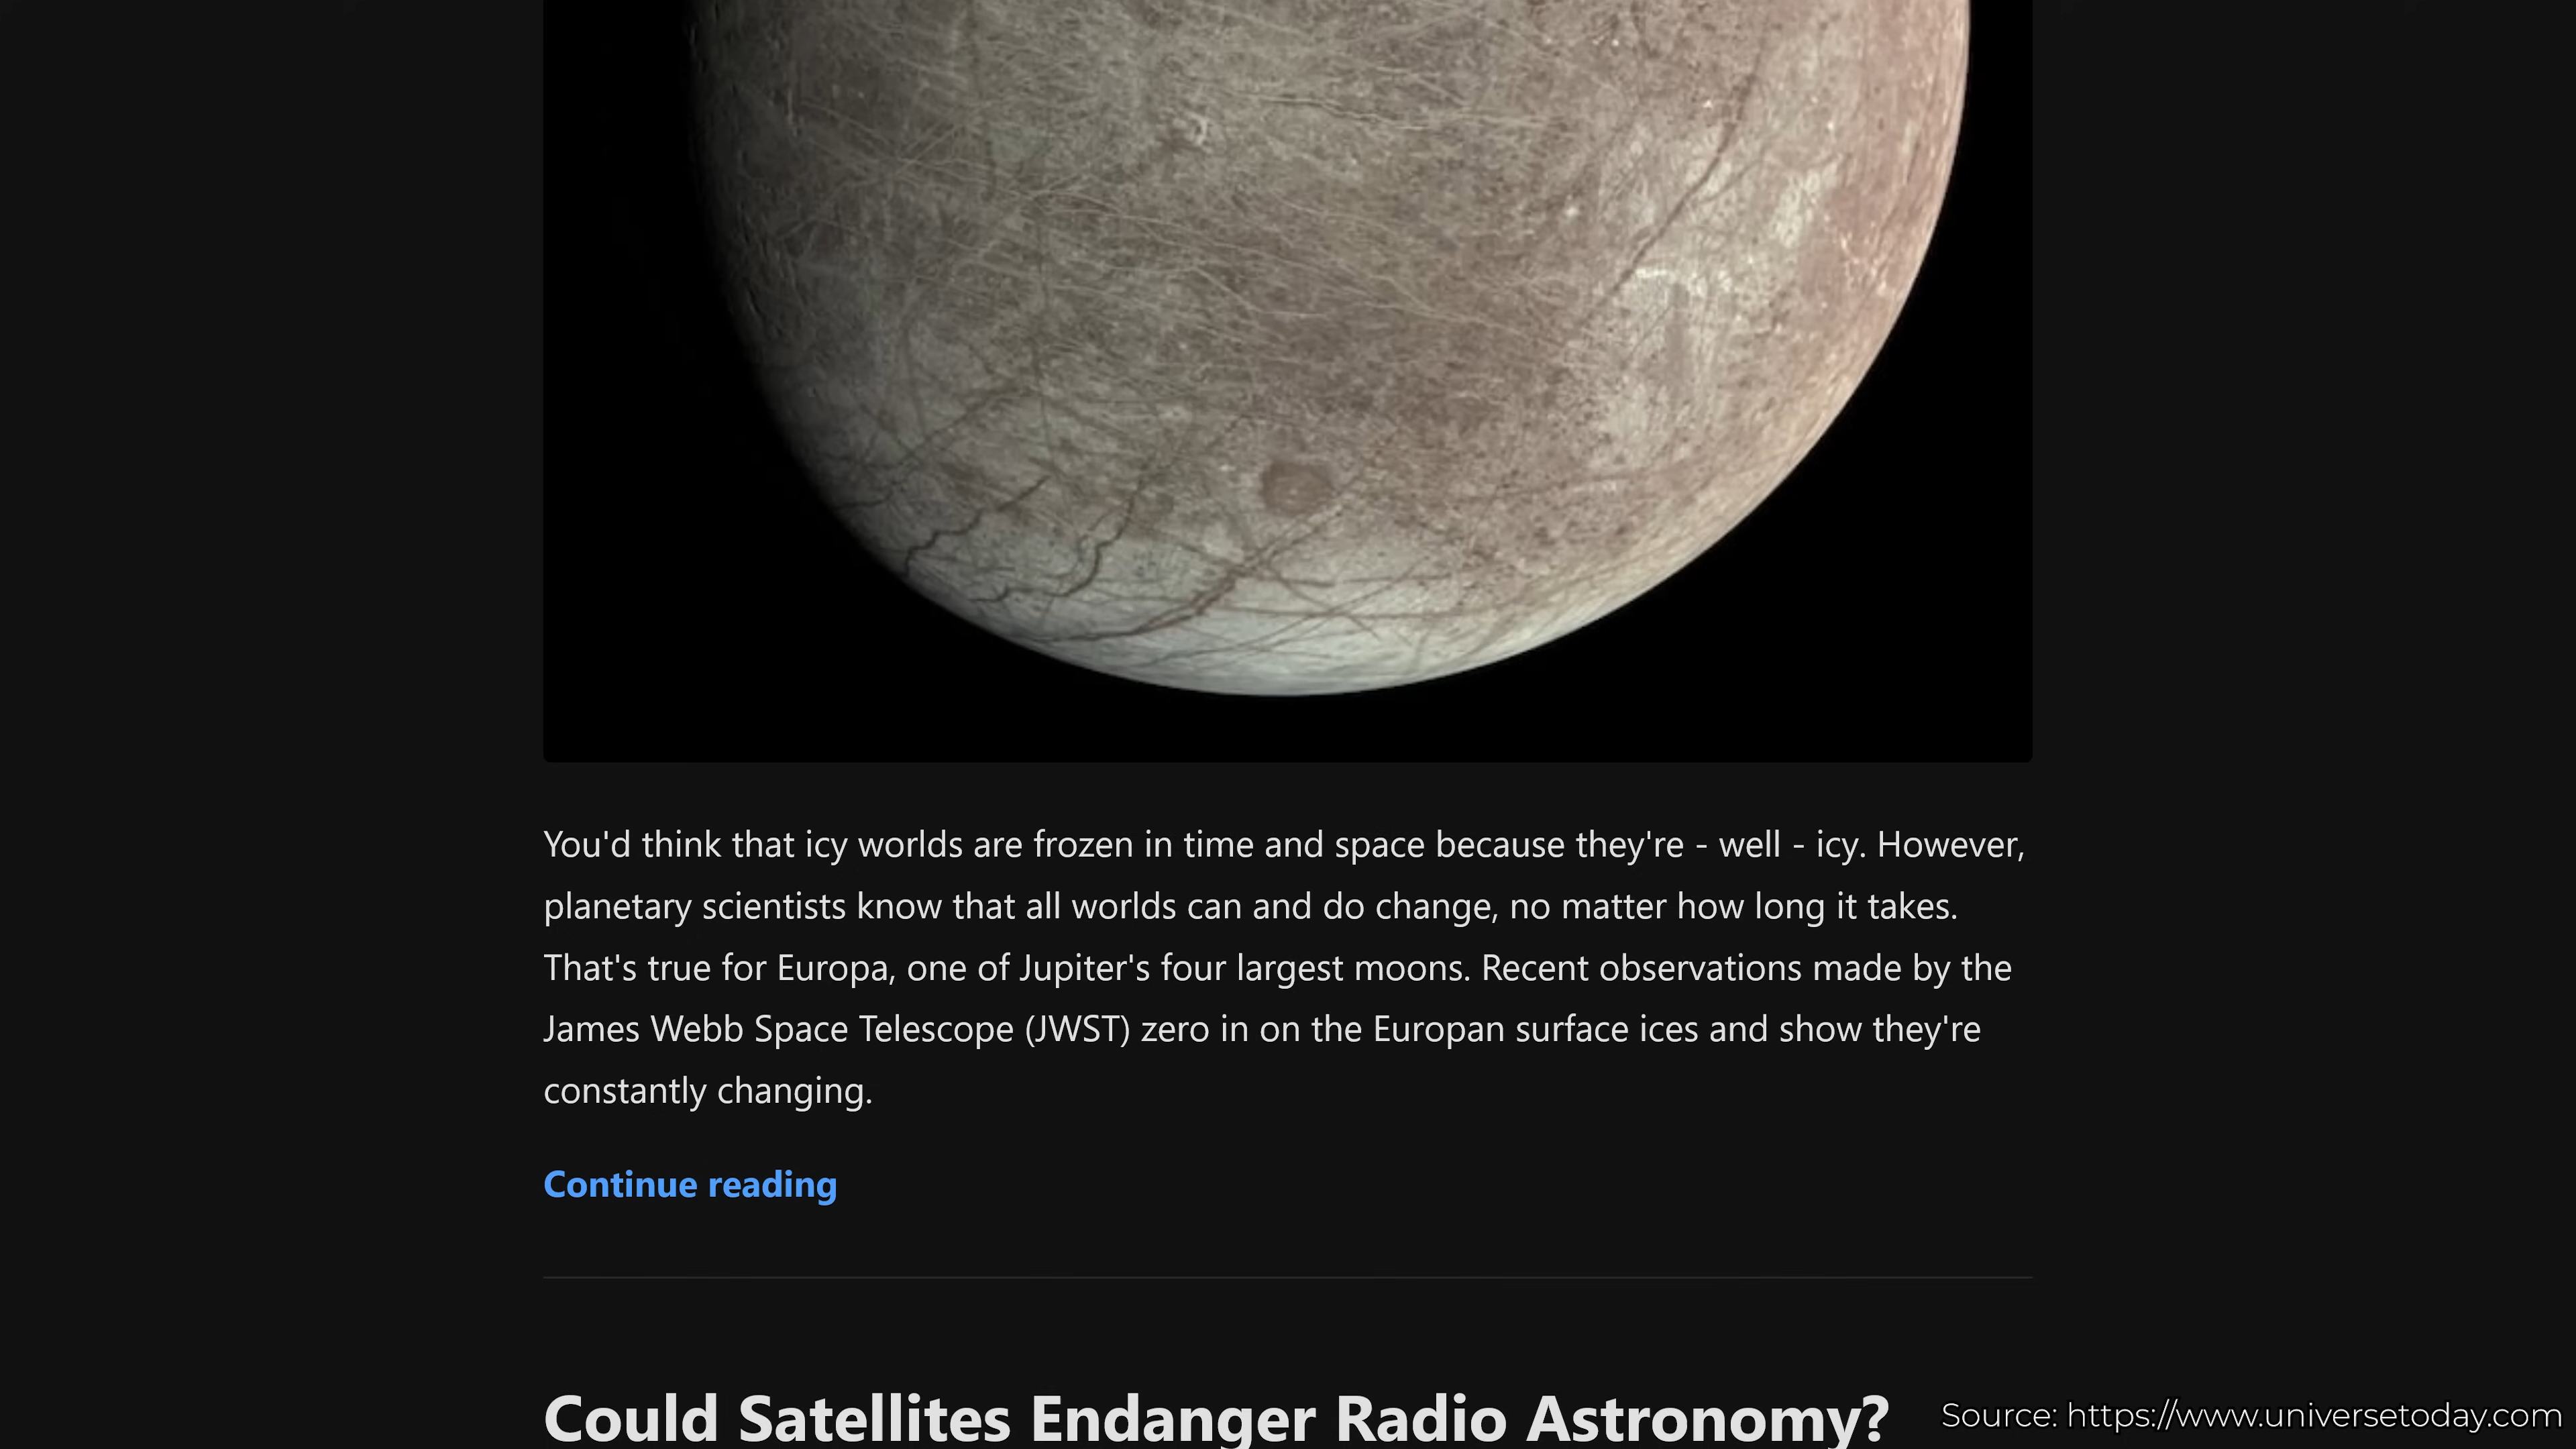 You'd think that icy worlds are frozen in time and space because they're - well - icy. However,
planetary scientists know that all worlds can and do change, no matter how long it takes.
That's true for Europa, one of Jupiter's four largest moons. Recent observations made by the
James Webb Space Telescope (JWST) zero in on the Europan surface ices and show they're
constantly changing.
Continue reading
Could Satellites Endanger Radio Astronomy?
Source: https://www.universetoday.com